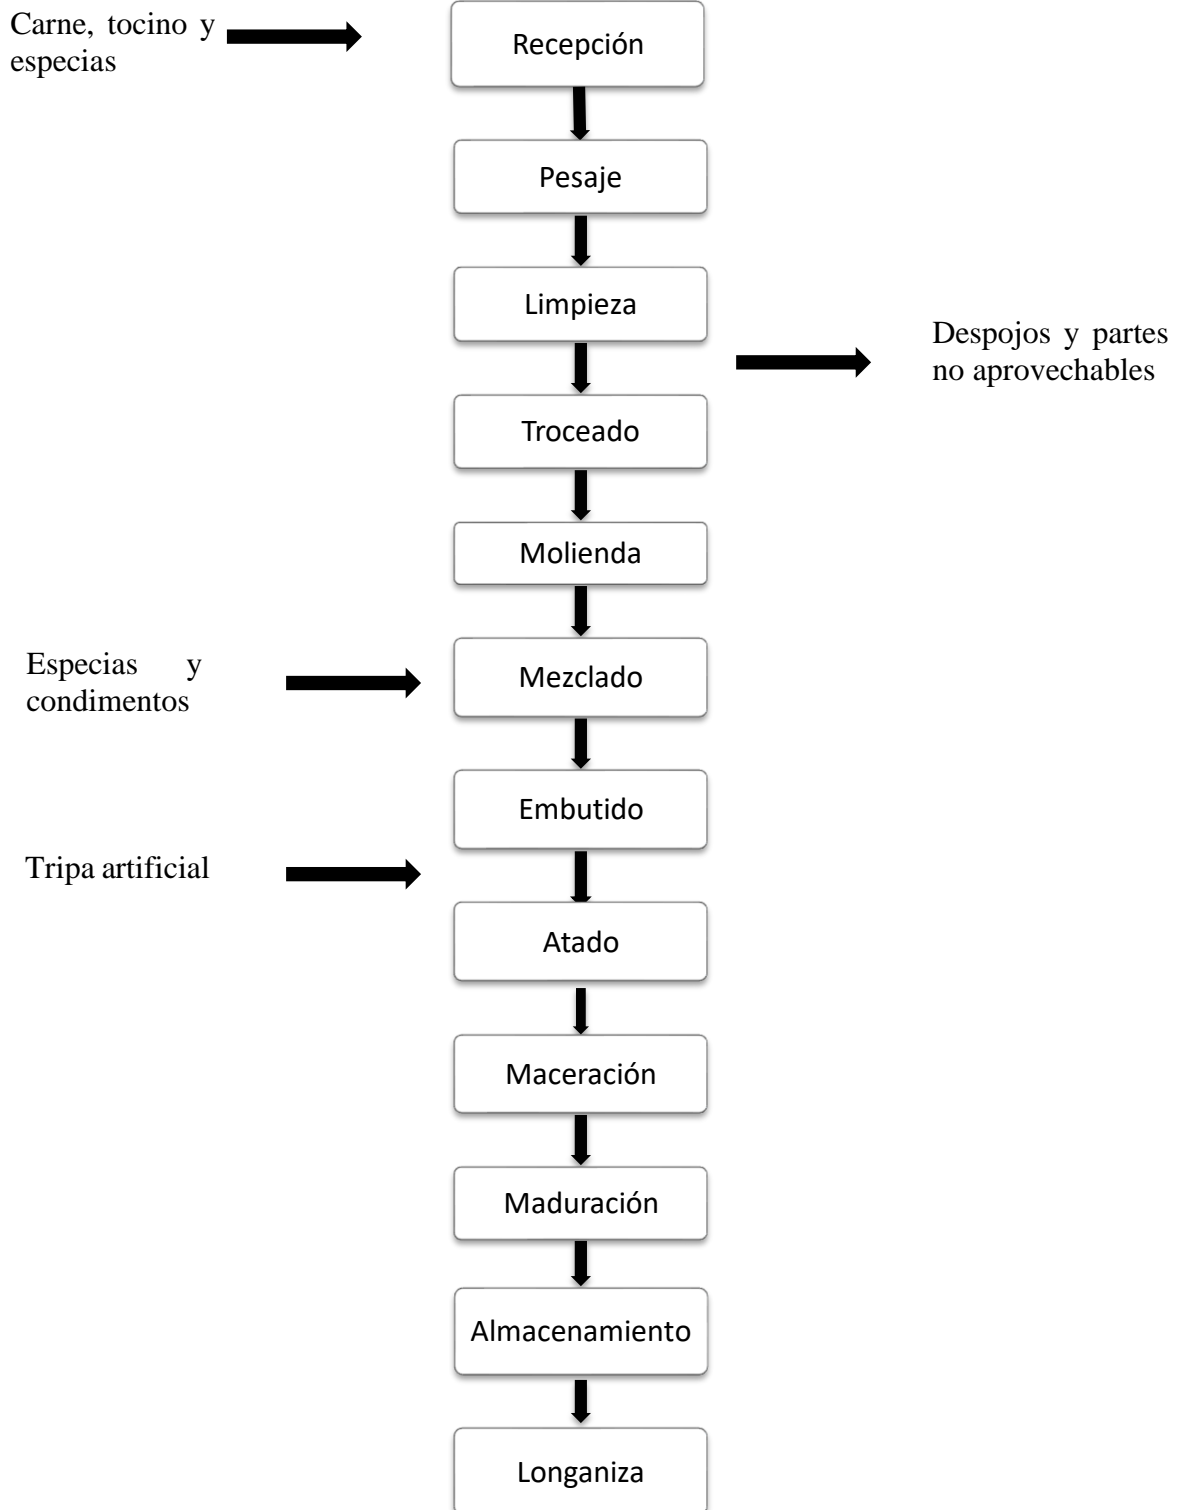 Carne, tocino y
especias
Recepción
Pesaje
Limpieza
Despojos y partes
no aprovechables
Troceado
Molienda
Especias y
condimentos
Mezclado
Embutido
Tripa artificial
Atado
Maceración
Maduración
Almacenamiento
Longaniza